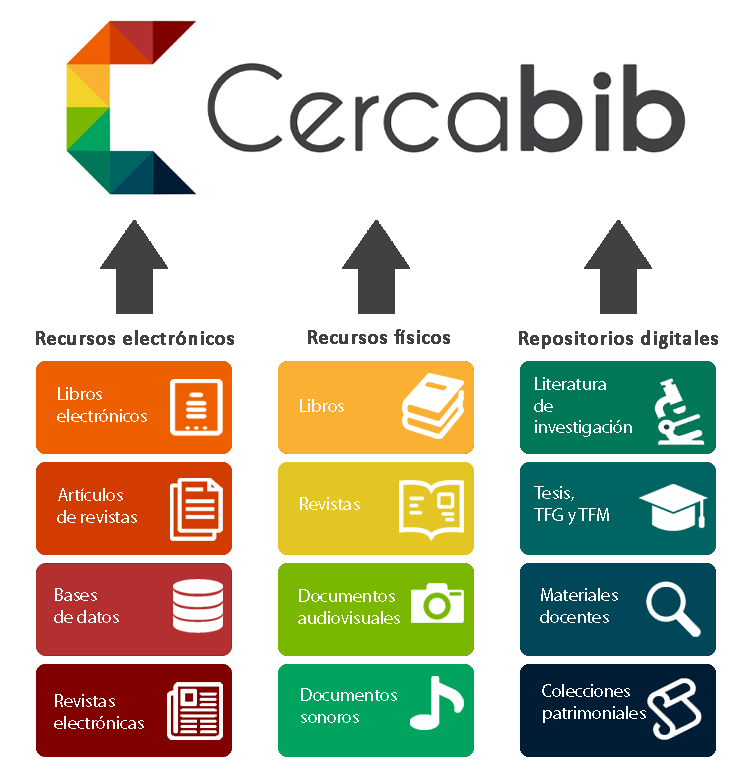 Cercabib
Recursos electrónicos
Libros
electrónicos
Artículos
de revistas
Bases
de datos
Revistas
electrónicas
Recursos físicos
Libros
Revistas
Documentos
audiovisuales
Documentos
sonoros
Repositorios digitales
Literatura
de
investigación
Tesis,
TFG y TFM
Materiales
docentes
Colecciones
patrimoniales